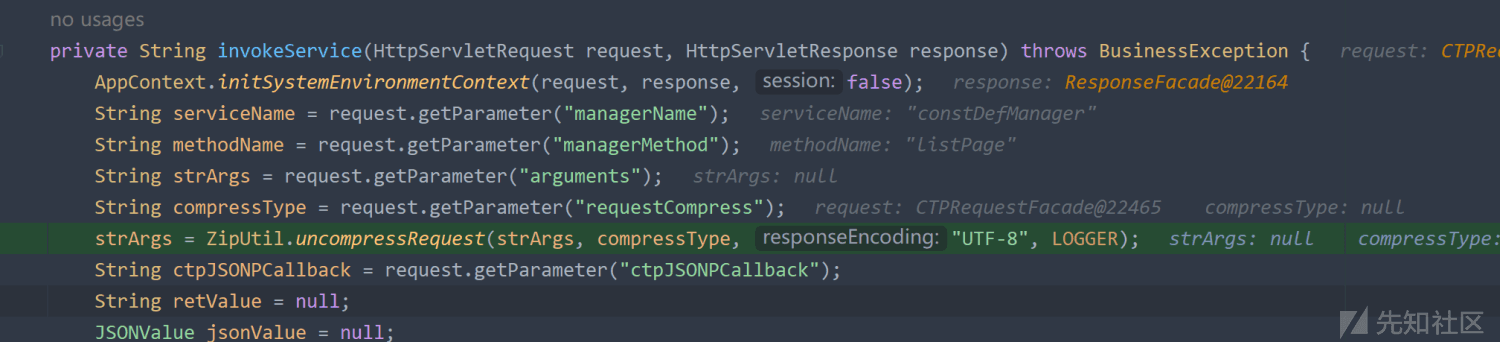 no usages
private String invokeService(HttpServletRequest request, HttpServletResponse response) throws BusinessException { request: CTPReq
AppContext.initSystemEnvironmentContext(request, response, session: false); response: ResponseFacade@22164
String serviceName = request.getParameter("managerName"); serviceName: "constDefManager"
String methodName = request.getParameter("managerMethod"); methodName: "listPage"
String strArgs = request.getParameter("arguments"); strArgs: null
String compressType = request.getParameter("requestCompress"); request: CTPRequestFacade@22465 compressType: null
strArgs = ZipUtil.uncompressRequest(strArgs, compressType, responseEncoding: "UTF-8", LOGGER); strArgs: null compressType:
String ctpJSONPCallback = request.getParameter("ctpJSONPCallback");
String retValue = null;
JSONValue jsonValue = null;
先知社区